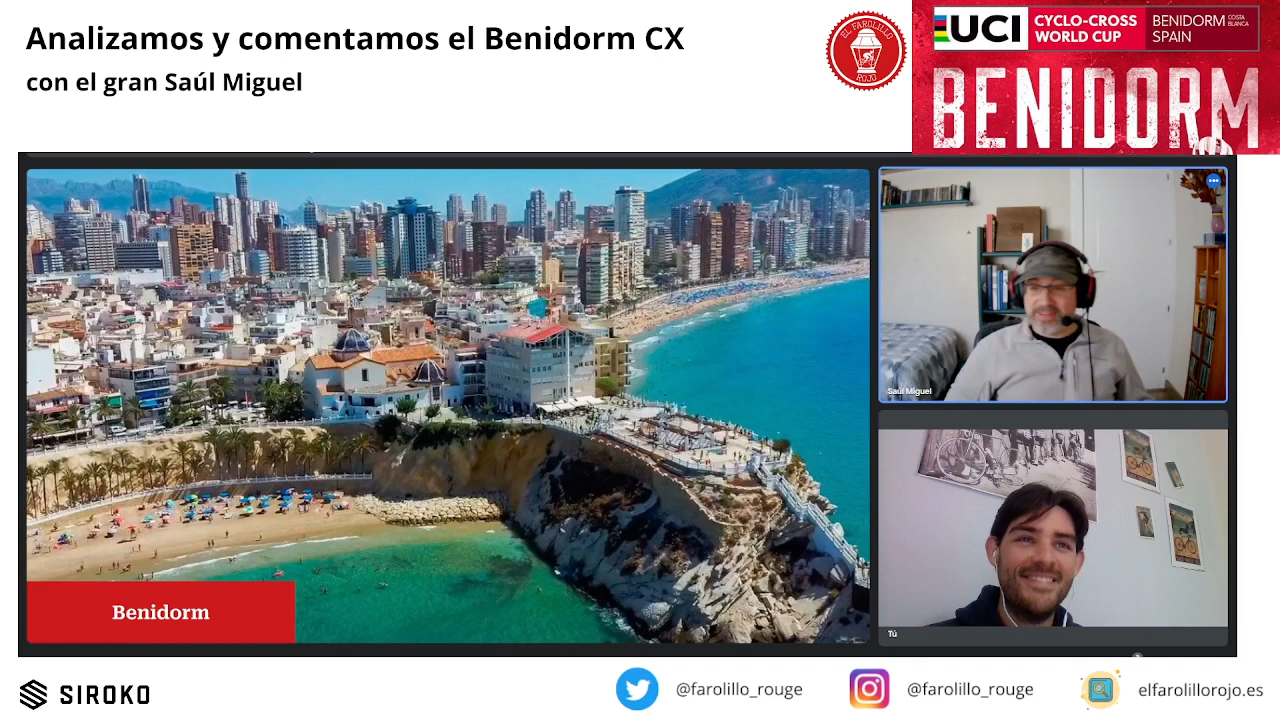 Analizamos y comentamos el Benidorm CX
con el gran Saúl Miguel
EL FAROLILLO
ROJO
UCI
CYCLO-CROSS
WORLD CUP
BENIDORM COSTA BLANCA
SPAIN
BENIDORM
Saúl Miguel
Benidorm
Tú
SIROKO
@farolillo_rouge
@farolillo_rouge
elfarolillorojo.es